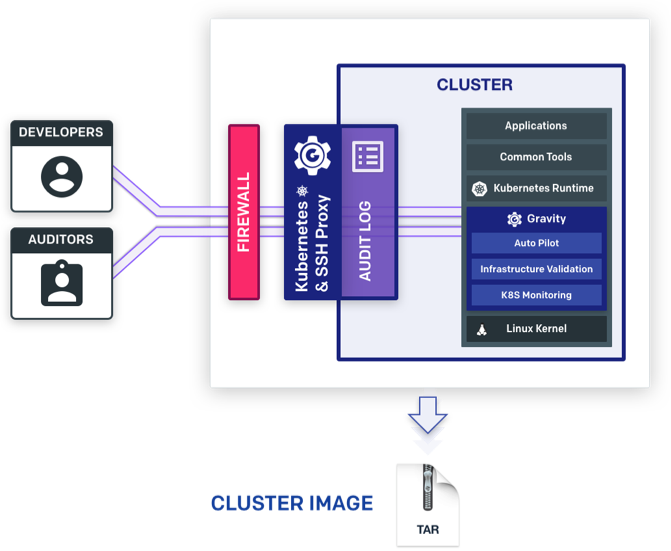 CLUSTER
DEVELOPERS
AUDITORS
FIREWALL
Kubernetes
& SSH Proxy
AUDIT LOG
Applications
Common Tools
Kubernetes Runtime
Gravity
Auto Pilot
Infrastructure Validation
K8S Monitoring
Linux Kernel
CLUSTER IMAGE
TAR